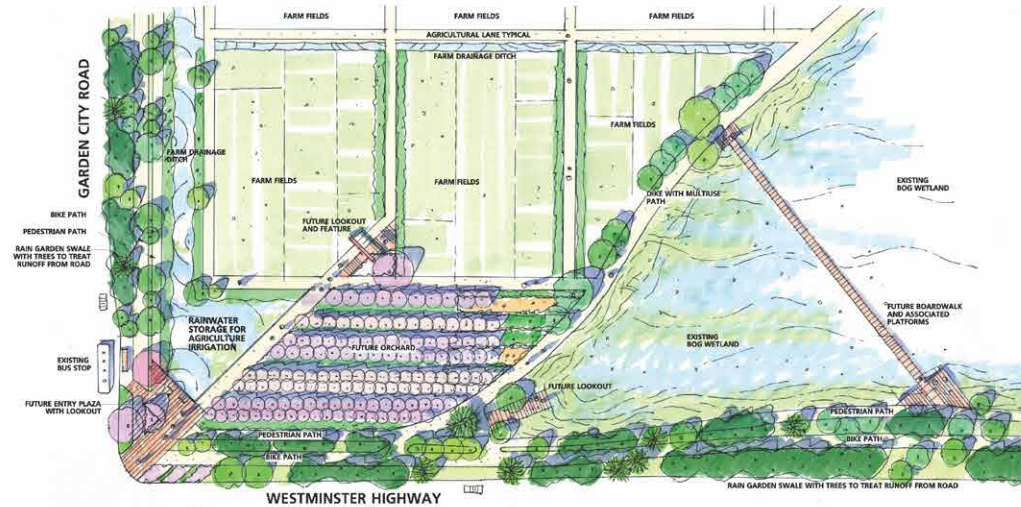 FARM FIELDS
FARM FIELDS
FARM FIELDS
AGRICULTURAL LANE TYPICAL
FARM DRAINAGE DITCH
GARDEN CITY ROAD
FARM DRAINAGE
DITCH
FARM FIELDS
FARM FIELDS
FARM FIELDS
EXISTING
BOG WETLAND
DIKE WITH MULTIUSE
PATH
BIKE PATH
PEDESTRIAN PATH
RAIN GARDEN SWALE
WITH TREES TO TREAT
RUNOFF FROM ROAD
FUTURE LOOKOUT
AND FEATURE
RAINWATER
STORAGE FOR
AGRICULTURE
IRRIGATION
FUTURE BOARDWALK
AND ASSOCIATED
PLATFORMS
EXISTING
BOG WETLAND
FUTURE ORCHARD
EXISTING
BUS STOP
FUTURE LOOKOUT
FUTURE ENTRY PLAZA
WITH LOOKOUT
PEDESTRIAN PATH
PEDESTRIAN PATH
BIKE PATH
BIKE PATH
RAIN GARDEN SWALE WITH TREES TO TREAT RUNOFF FROM ROAD
WESTMINSTER HIGHWAY